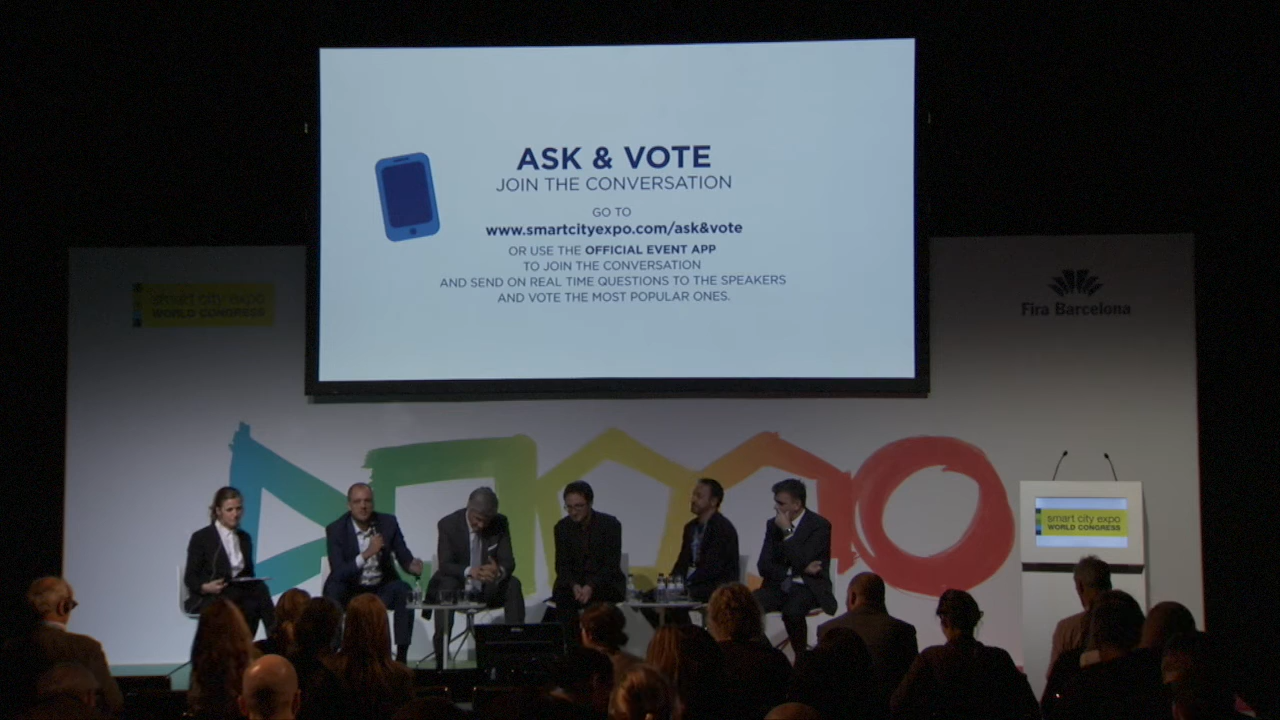 ASK & VOTE
JOIN THE CONVERSATION
GO TO
www.smartcityexpo.com/ask&vote
OR USE THE OFFICIAL EVENT APP
TO JOIN THE CONVERSATION
AND SEND ON REAL TIME QUESTIONS TO THE SPEAKERS
AND VOTE THE MOST POPULAR ONES.
smart city expo
WORLD CONGRESS
Fira Barcelona
smart city expo
WORLD CONGRESS